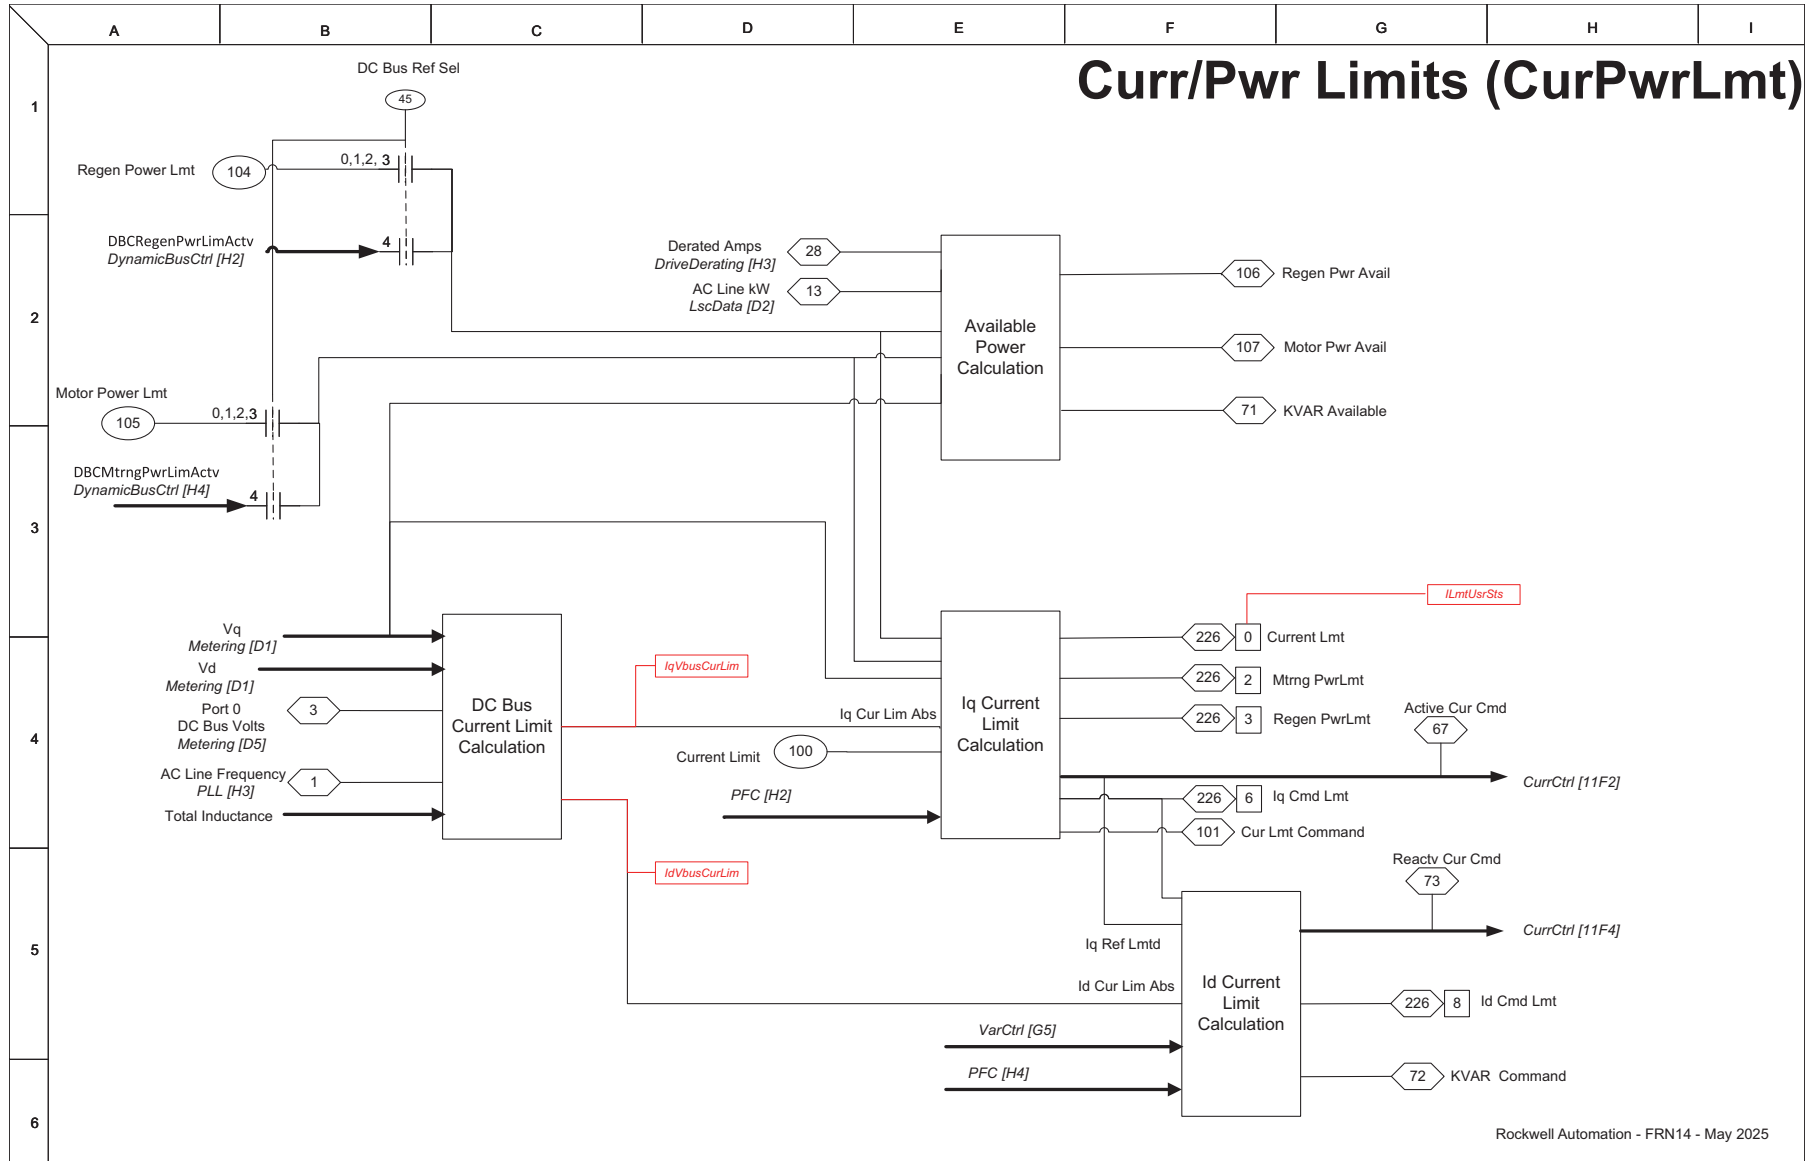 A B C D E F G H I
Curr/Pwr Limits (CurPwrLmt)
1
2
3
4
5
6
DC Bus Ref Sel
45
Regen Power Lmt
104
0,1,2, 3
DBCRegenPwrLimActv
DynamicBusCtrl [H2]
4
Motor Power Lmt
105
0,1,2,3
DBCMtrngPwrLimActv
DynamicBusCtrl [H4]
4
Derated Amps
DriveDerating [H3]
28
AC Line kW
LscData [D2]
13
Available
Power
Calculation
106
Regen Pwr Avail
107
Motor Pwr Avail
71
KVAR Available
Vq
Metering [D1]
Vd
Metering [D1]
Port 0
DC Bus Volts
Metering [D5]
3
AC Line Frequency
PLL [H3]
1
Total Inductance
DC Bus
Current Limit
Calculation
IqVbusCurLim
IdVbusCurLim
Iq Cur Lim Abs
Current Limit
100
PFC [H2]
Iq Current
Limit
Calculation
ILmtUsrSts
226 0 Current Lmt
226 2 Mtrng PwrLmt
226 3 Regen PwrLmt
Active Cur Cmd
67
CurrCtrl [11F2]
226 6 Iq Cmd Lmt
101 Cur Lmt Command
Reactv Cur Cmd
73
CurrCtrl [11F4]
Iq Ref Lmtd
Id Cur Lim Abs
VarCtrl [G5]
PFC [H4]
Id Current
Limit
Calculation
226 8 Id Cmd Lmt
72 KVAR Command
Rockwell Automation - FRN14 - May 2025